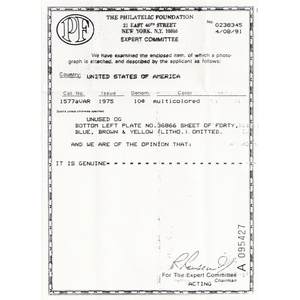 PF
THE PHILATELIC FOUNDATION
21 EAST 40TH STREET
NEW YORK, N.Y. 10016
EXPERT COMMITTEE
No 0238345
4/08/91
We have examined the enclosed item, of which a photo-
graph is attached, and described by the applicant as follows:
Country: UNITED STATES OF AMERICA
Cat. No. Issue Denom. Color
1577aVAR 1975 10¢ multicolored
UNUSED OG
BOTTOM LEFT PLATE NO.36866 SHEET OF FORTY,
BLUE, BROWN & YELLOW (LITHO.) OMITTED.
AND WE ARE OF THE OPINION THAT:
IT IS GENUINE
For The Expert Committee
Chairman
ACTING
A 095427